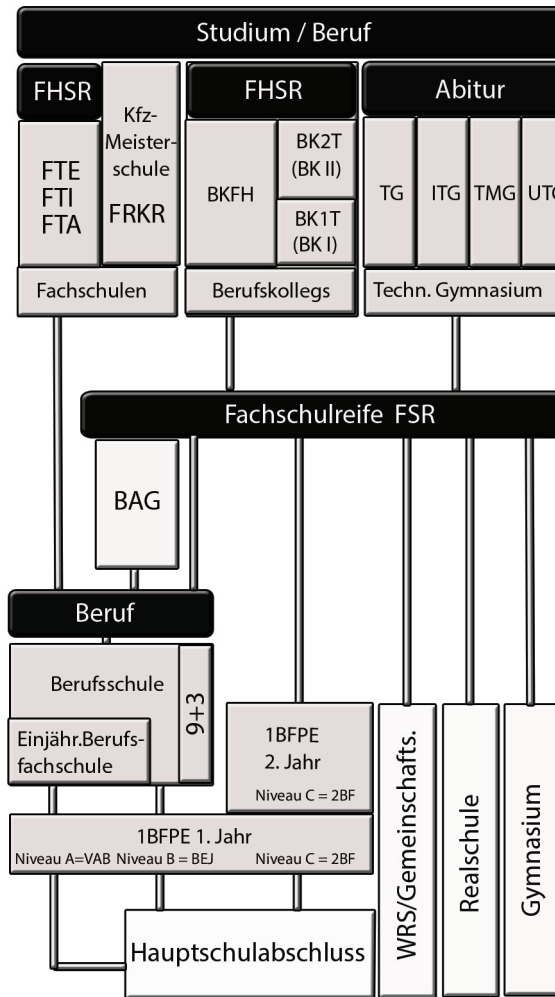 Studium / Beruf
FHSR
Kfz-
Meister-
schule
FRKR
FTE
FTI
FTA
Fachschulen
FHSR
BKFH
BK2T
(BK II)
BK1T
(BK I)
Berufskollegs
Abitur
TG
ITG
TMG
UTG
Techn. Gymnasium
Fachschulreife FSR
BAG
Beruf
Berufsschule
9+3
Einjähr.Berufs-
fachschule
1BFPE
2. Jahr
Niveau C = 2BF
1BFPE 1. Jahr
Niveau A=VAB Niveau B = BEJ Niveau C = 2BF
Hauptschulabschluss
WRS/Gemeinschafts.
Realschule
Gymnasium